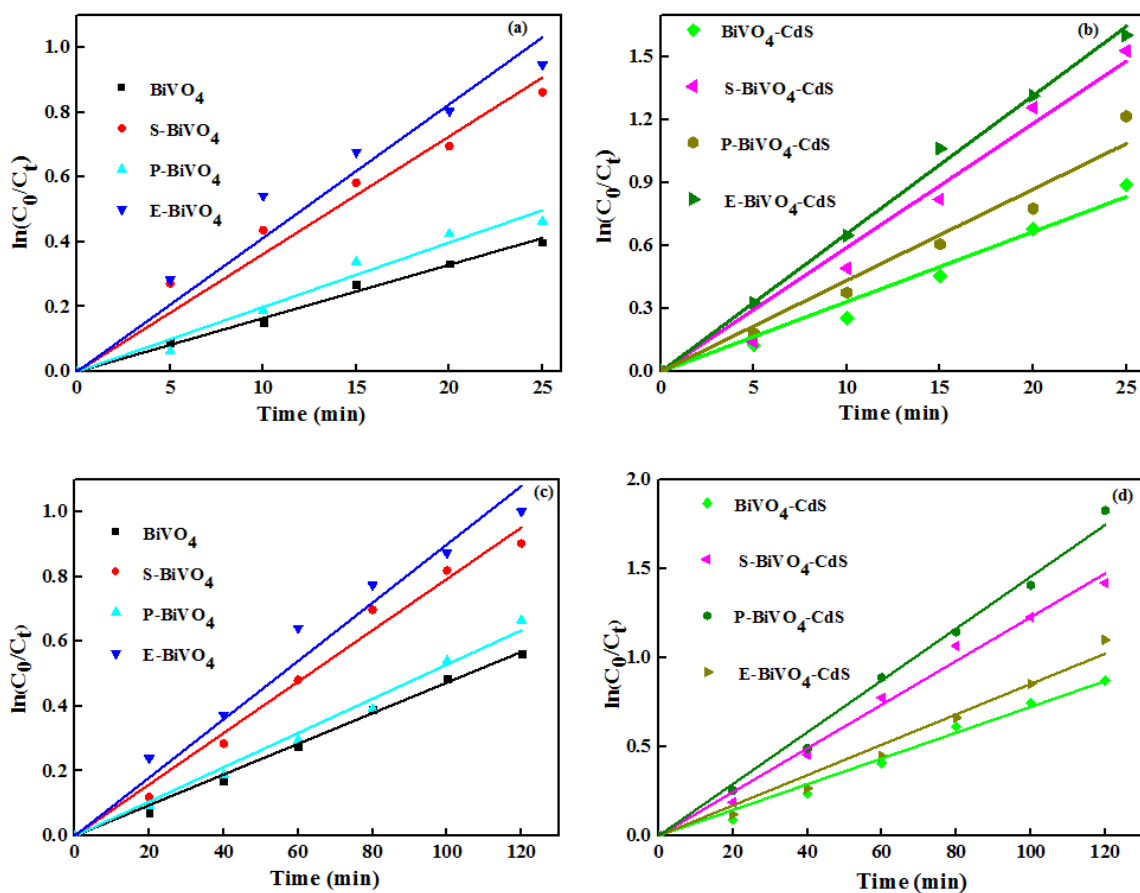 (a)
ln(C₀/Cₜ)
1.0
0.8
0.6
0.4
0.2
0.0
BiVO₄
S-BiVO₄
P-BiVO₄
E-BiVO₄
0 5 10 15 20 25
Time (min)
(b)
ln(C₀/Cₜ)
1.5
1.2
0.9
0.6
0.3
0.0
BiVO₄-CdS
S-BiVO₄-CdS
P-BiVO₄-CdS
E-BiVO₄-CdS
0 5 10 15 20 25
Time (min)
(c)
ln(C₀/Cₜ)
1.0
0.8
0.6
0.4
0.2
0.0
BiVO₄
S-BiVO₄
P-BiVO₄
E-BiVO₄
0 20 40 60 80 100 120
Time (min)
(d)
ln(C₀/Cₜ)
2.0
1.5
1.0
0.5
0.0
BiVO₄-CdS
S-BiVO₄-CdS
P-BiVO₄-CdS
E-BiVO₄-CdS
0 20 40 60 80 100 120
Time (min)